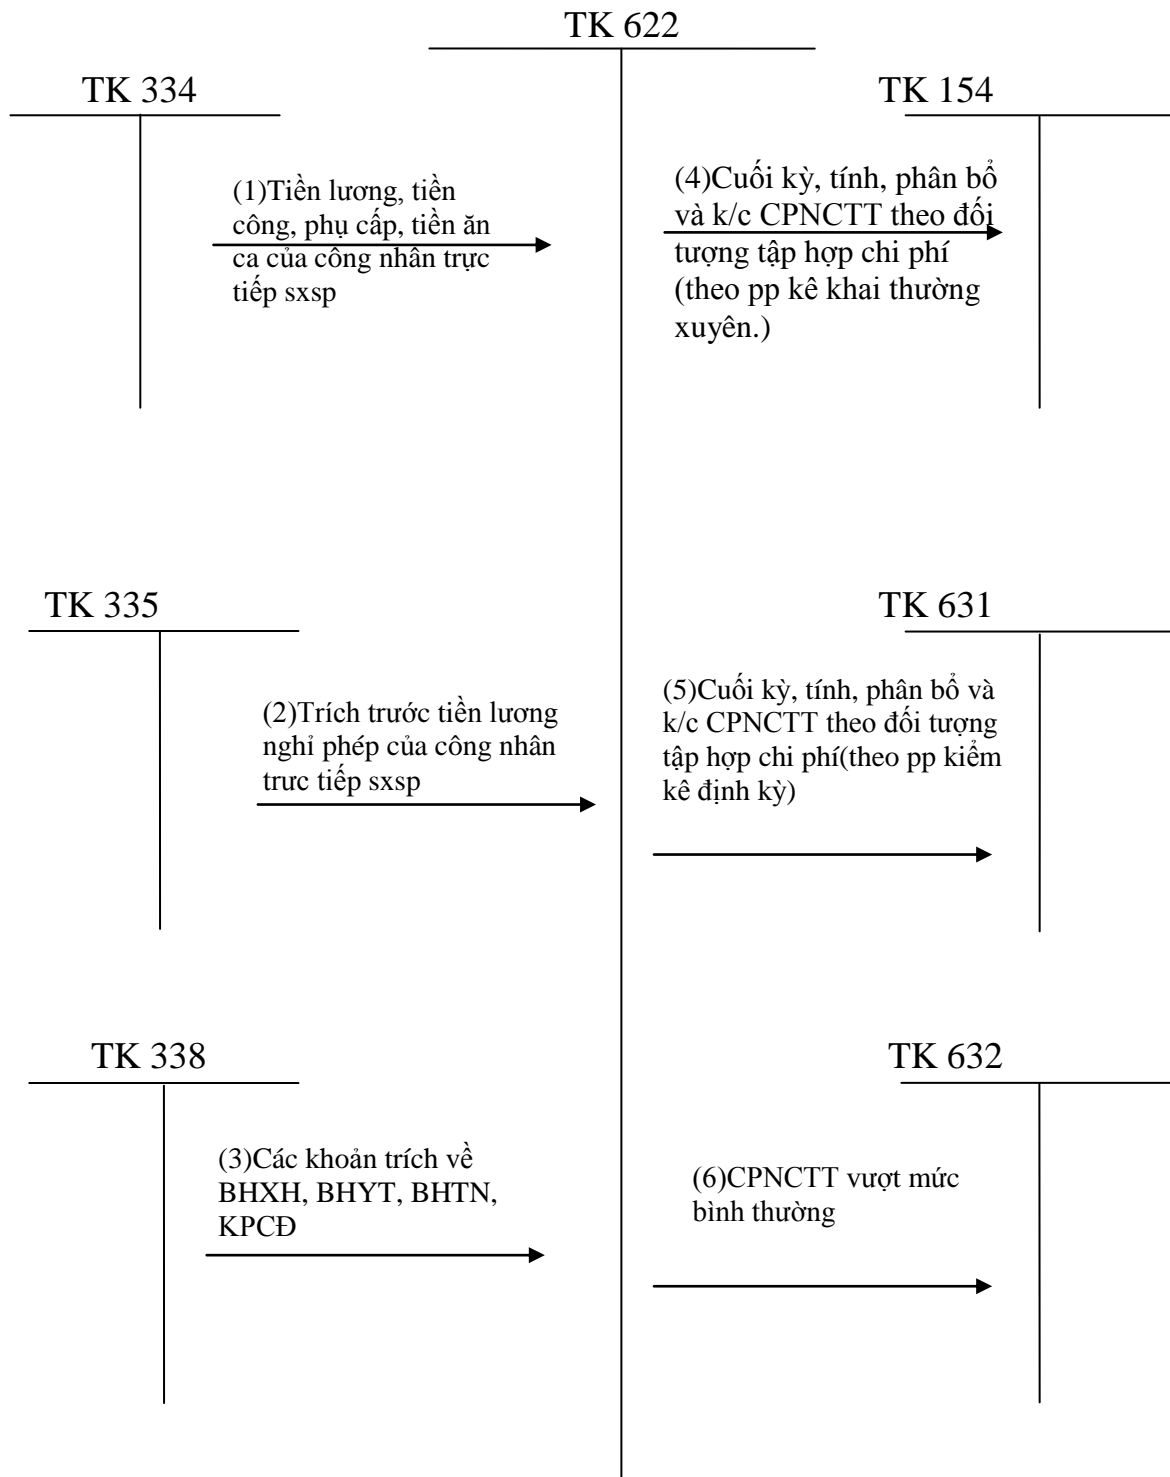 TK 622
TK 334
TK 154
(1)Tiền lương, tiền
công, phụ cấp, tiền ăn
ca của công nhân trực
tiếp sxsp
(4)Cuối kỳ, tính, phân bổ
và k/c CPNCTT theo đối
tượng tập hợp chi phí
(theo pp kê khai thường
xuyên.)
TK 335
TK 631
(2)Trích trước tiền lương
nghỉ phép của công nhân
trưc tiếp sxsp
(5)Cuối kỳ, tính, phân bổ và
k/c CPNCTT theo đối tượng
tập hợp chi phí(theo pp kiểm
kê định kỳ)
TK 338
TK 632
(3)Các khoản trích về
BHXH, BHYT, BHTN,
KPCĐ
(6)CPNCTT vượt mức
bình thường